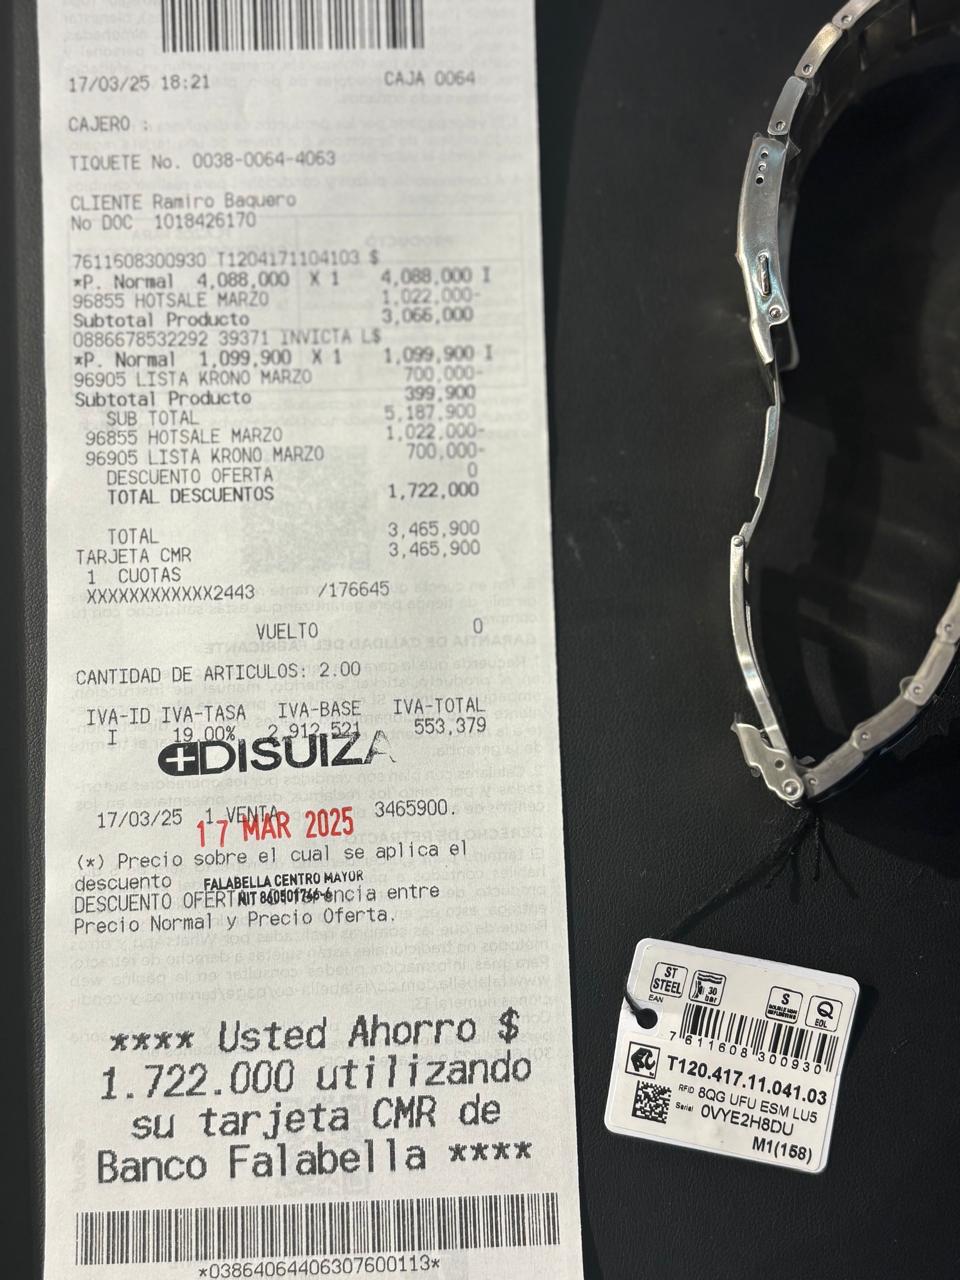 17/03/25 18:21 CAJA 0064
CAJERO :
TIQUETE No. 0038-0064-4063
CLIENTE Ramiro Baquero
No DOC 1018426170
7611608300930 T1204171104103 $
*P. Normal 4,088,000 X 1 4,088,000 I
96855 HOTSALE MARZO 1,022,000-
Subtotal Producto 3,066,000
0886678532292 39371 INVICTA L$
*P. Normal 1,099,900 X 1 1,099,900 I
96905 LISTA KRONO MARZO 700,000-
Subtotal Producto 399,900
SUB TOTAL 5,187,900
96855 HOTSALE MARZO 1,022,000-
96905 LISTA KRONO MARZO 700,000-
DESCUENTO OFERTA 0
TOTAL DESCUENTOS 1,722,000
TOTAL 3,465,900
TARJETA CMR 3,465,900
1 CUOTAS
XXXXXXXXXXXX2443 /176645
VUELTO 0
CANTIDAD DE ARTICULOS: 2.00
IVA-ID IVA-TASA IVA-BASE IVA-TOTAL
I 19.00% 2,912,521 553,379
DISUIZA
17/03/25 1 VENTA 3465900.
17 MAR 2025
(*) Precio sobre el cual se aplica el
descuento
FALABELLA CENTRO MAYOR
NIT 860501766-6
DESCUENTO entre
Precio Normal y Precio Oferta.
**** Usted Ahorro $
1.722.000 utilizando
su tarjeta CMR de
Banco Falabella ****
*03864064406307600113*
ST STEEL
30 bar
S
Q
EAN
EOL
7 611608 300930
T120.417.11.041.03
RFID 8QG UFU ESM LU5
Serial 0VYE2H8DU
M1(158)